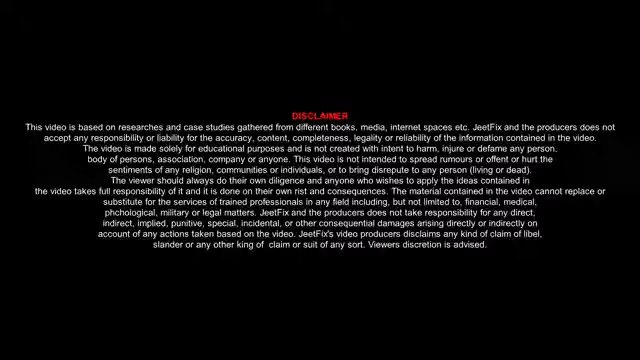 DISCLAIMER
This video is based on researches and case studies gathered from different books, media, internet spaces etc. JeetFix and the producers does not
accept any responsibility or liability for the accuracy, content, completeness, legality or reliability of the information contained in the video.
The video is made solely for educational purposes and is not created with intent to harm, injure or defame any person.
body of persons, association, company or anyone. This video is not intended to spread rumours or offent or hurt the
sentiments of any religion, communities or individuals, or to bring disrepute to any person (living or dead).
The viewer should always do their own diligence and anyone who wishes to apply the ideas contained in
the video takes full responsibility of it and it is done on their own rist and consequences. The material contained in the video cannot replace or
substitute for the services of trained professionals in any field including, but not limited to, financial, medical,
phchological, military or legal matters. JeetFix and the producers does not take responsibility for any direct,
indirect, implied, punitive, special, incidental, or other consequential damages arising directly or indirectly on
account of any actions taken based on the video. JeetFix's video producers disclaims any kind of claim of libel,
slander or any other king of claim or suit of any sort. Viewers discretion is advised.